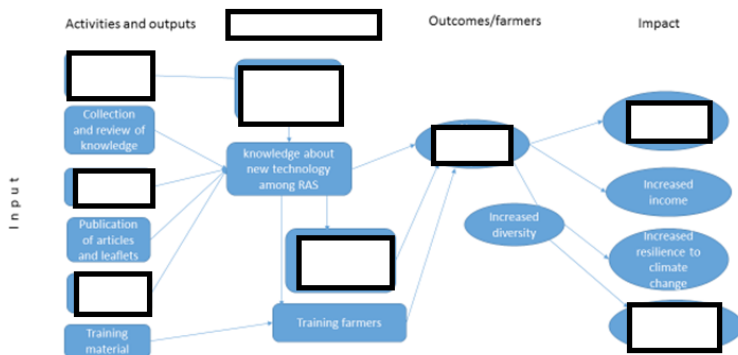 Activities and outputs
Outcomes/farmers
Impact
Input
Collection
and review of
knowledge
Publication
of articles
and leaflets
Training
material
knowledge about
new technology
among RAS
Training farmers
Increased
diversity
Increased
income
Increased
resilience to
climate
change